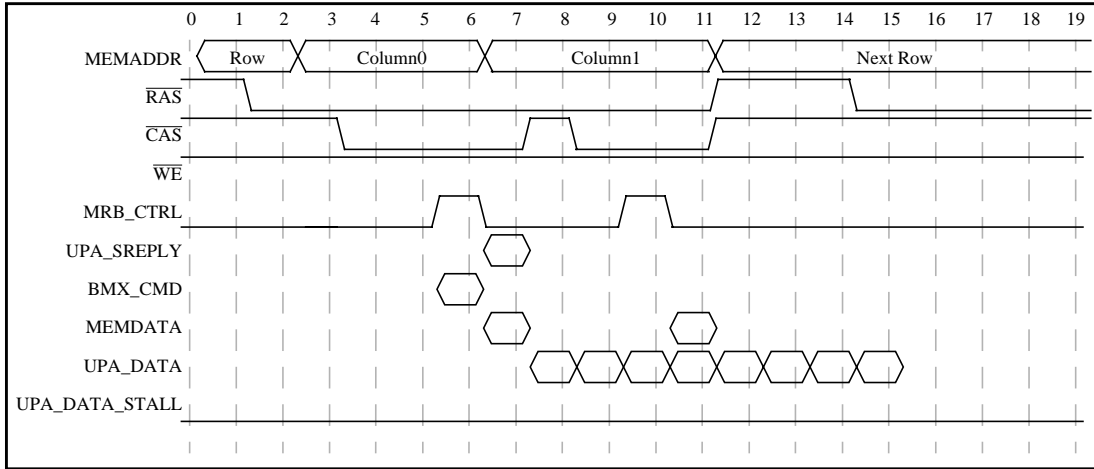 0 1 2 3 4 5 6 7 8 9 10 11 12 13 14 15 16 17 18 19
MEMADDR Row Column0 Column1 Next Row
RAS
CAS
WE
MRB_CTRL
UPA_SREPLY
BMX_CMD
MEMDATA
UPA_DATA
UPA_DATA_STALL